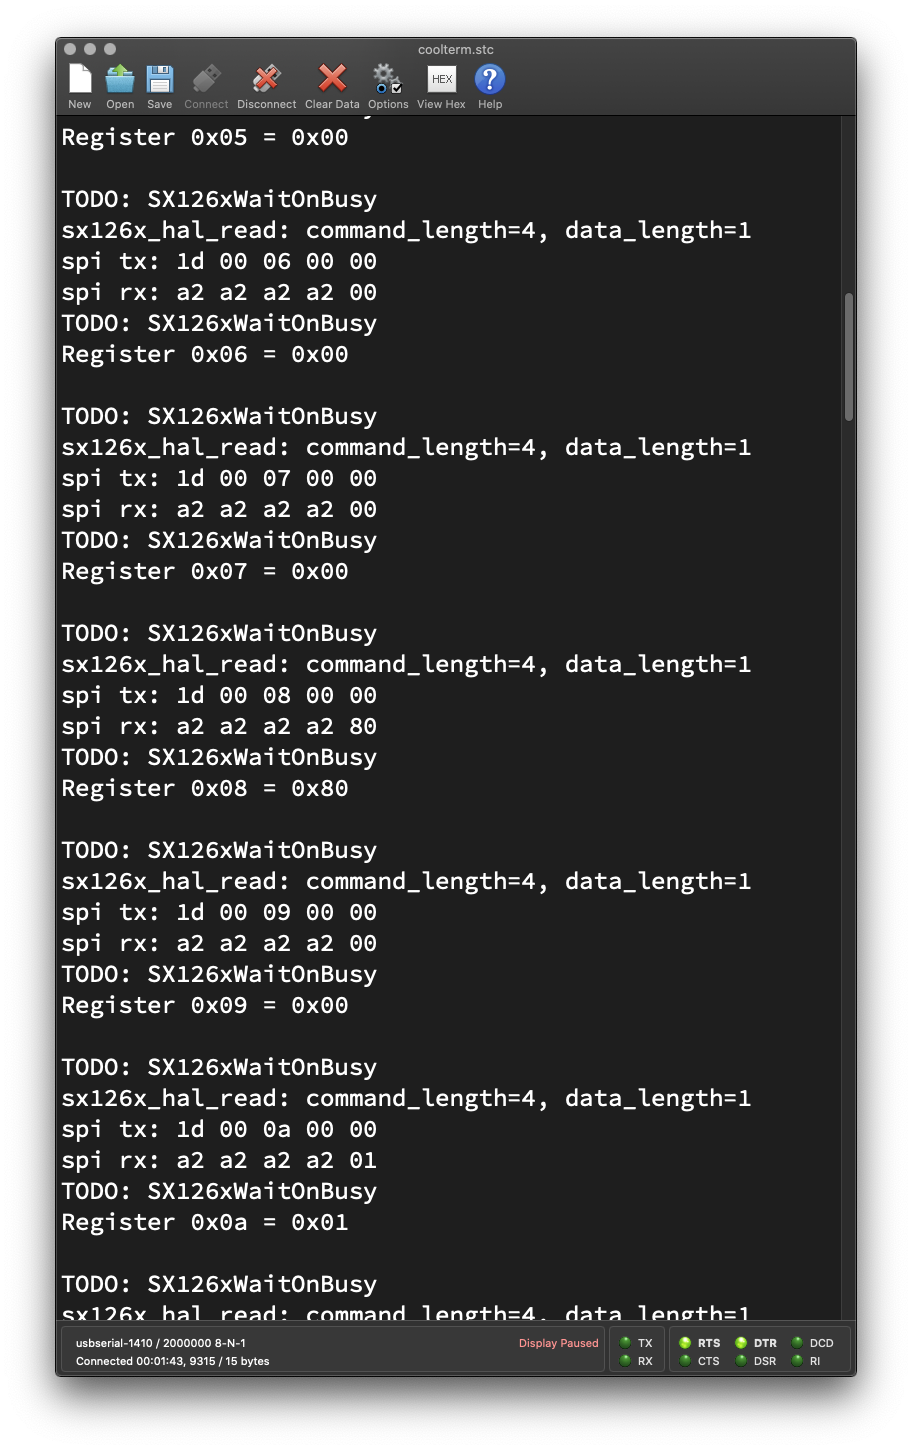 coolterm.stc
New Open Save Connect Disconnect Clear Data Options HEX View Hex ? Help
Register 0x05 = 0x00
TODO: SX126xWaitOnBusy
sx126x_hal_read: command_length=4, data_length=1
spi tx: 1d 00 06 00 00
spi rx: a2 a2 a2 a2 00
TODO: SX126xWaitOnBusy
Register 0x06 = 0x00
TODO: SX126xWaitOnBusy
sx126x_hal_read: command_length=4, data_length=1
spi tx: 1d 00 07 00 00
spi rx: a2 a2 a2 a2 00
TODO: SX126xWaitOnBusy
Register 0x07 = 0x00
TODO: SX126xWaitOnBusy
sx126x_hal_read: command_length=4, data_length=1
spi tx: 1d 00 08 00 00
spi rx: a2 a2 a2 a2 80
TODO: SX126xWaitOnBusy
Register 0x08 = 0x80
TODO: SX126xWaitOnBusy
sx126x_hal_read: command_length=4, data_length=1
spi tx: 1d 00 09 00 00
spi rx: a2 a2 a2 a2 00
TODO: SX126xWaitOnBusy
Register 0x09 = 0x00
TODO: SX126xWaitOnBusy
sx126x_hal_read: command_length=4, data_length=1
spi tx: 1d 00 0a 00 00
spi rx: a2 a2 a2 a2 01
TODO: SX126xWaitOnBusy
Register 0x0a = 0x01
TODO: SX126xWaitOnBusy
sx126x_hal_read: command_length=4, data_length=1
usbserial-1410 / 2000000 8-N-1 Display Paused TX RTS DTR DCD
Connected 00:01:43, 9315 / 15 bytes RX CTS DSR RI